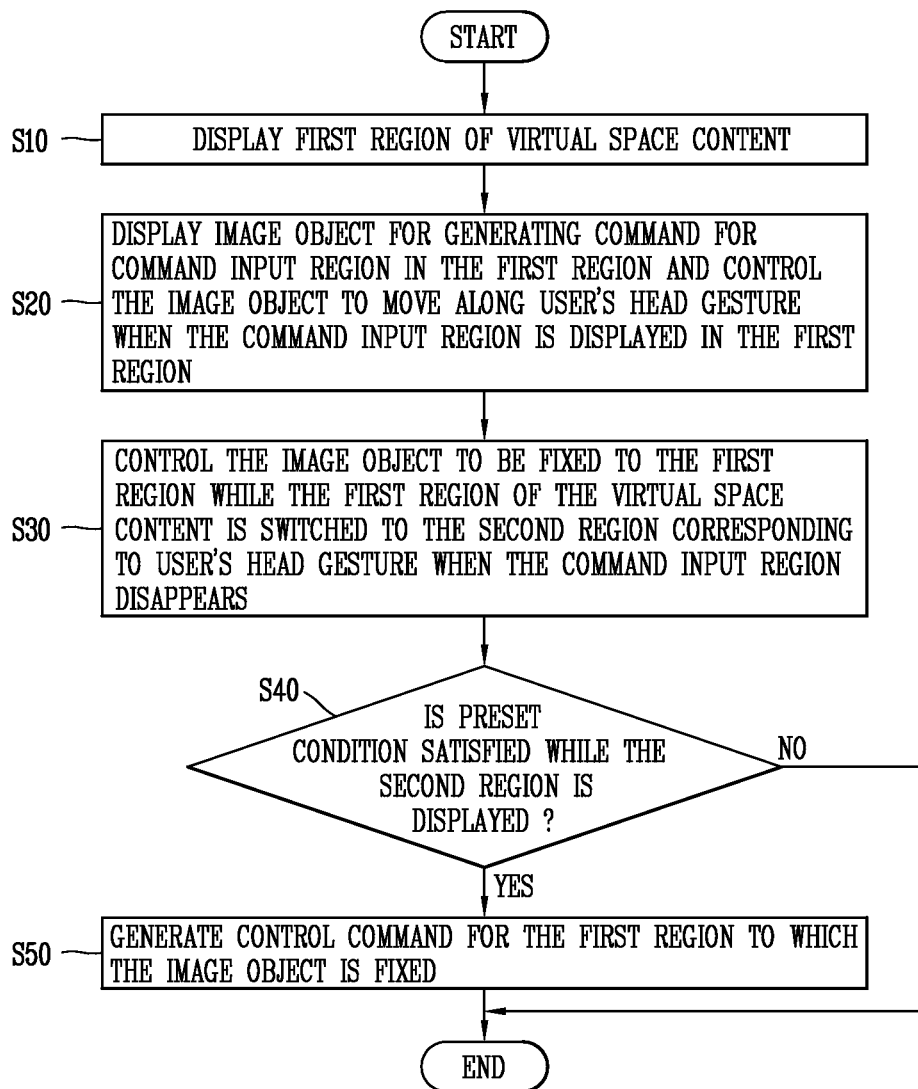 START
S10
DISPLAY FIRST REGION OF VIRTUAL SPACE CONTENT
S20
DISPLAY IMAGE OBJECT FOR GENERATING COMMAND FOR
COMMAND INPUT REGION IN THE FIRST REGION AND CONTROL
THE IMAGE OBJECT TO MOVE ALONG USER'S HEAD GESTURE
WHEN THE COMMAND INPUT REGION IS DISPLAYED IN THE FIRST
REGION
S30
CONTROL THE IMAGE OBJECT TO BE FIXED TO THE FIRST
REGION WHILE THE FIRST REGION OF THE VIRTUAL SPACE
CONTENT IS SWITCHED TO THE SECOND REGION CORRESPONDING
TO USER'S HEAD GESTURE WHEN THE COMMAND INPUT REGION
DISAPPEARS
S40
IS PRESET
CONDITION SATISFIED WHILE THE
SECOND REGION IS
DISPLAYED ?
NO
YES
S50
GENERATE CONTROL COMMAND FOR THE FIRST REGION TO WHICH
THE IMAGE OBJECT IS FIXED
END